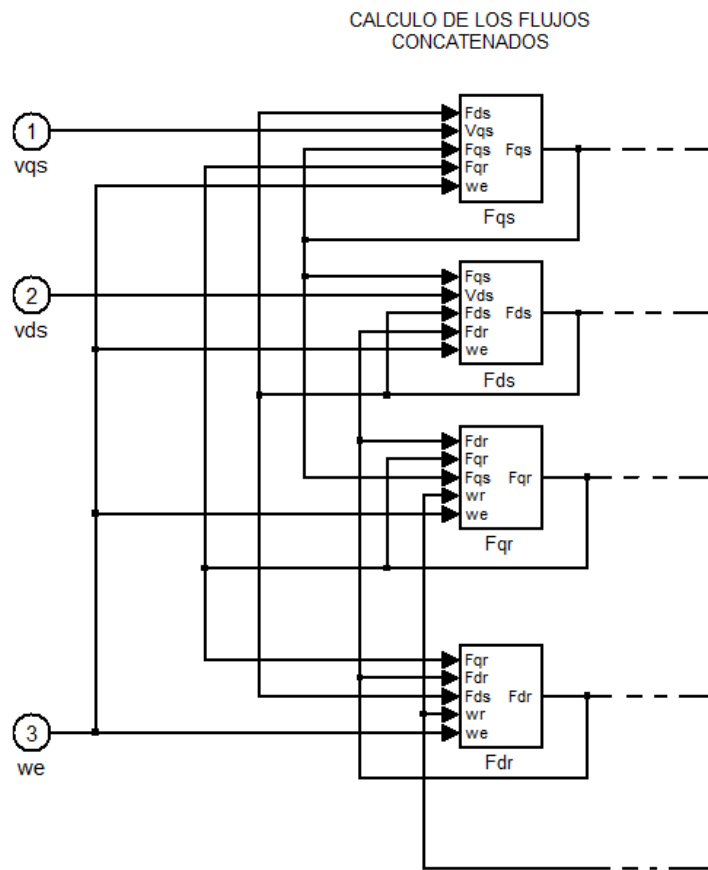 CALCULO DE LOS FLUJOS
CONCATENADOS
1
vqs
Fds
Vqs
Fqs Fqs
Fqr
we
Fqs
2
vds
Fqs
Vds
Fds Fds
Fdr
we
Fds
Fdr
Fqr
Fqs Fqr
wr
we
Fqr
3
we
Fqr
Fdr
Fds Fdr
wr
we
Fdr